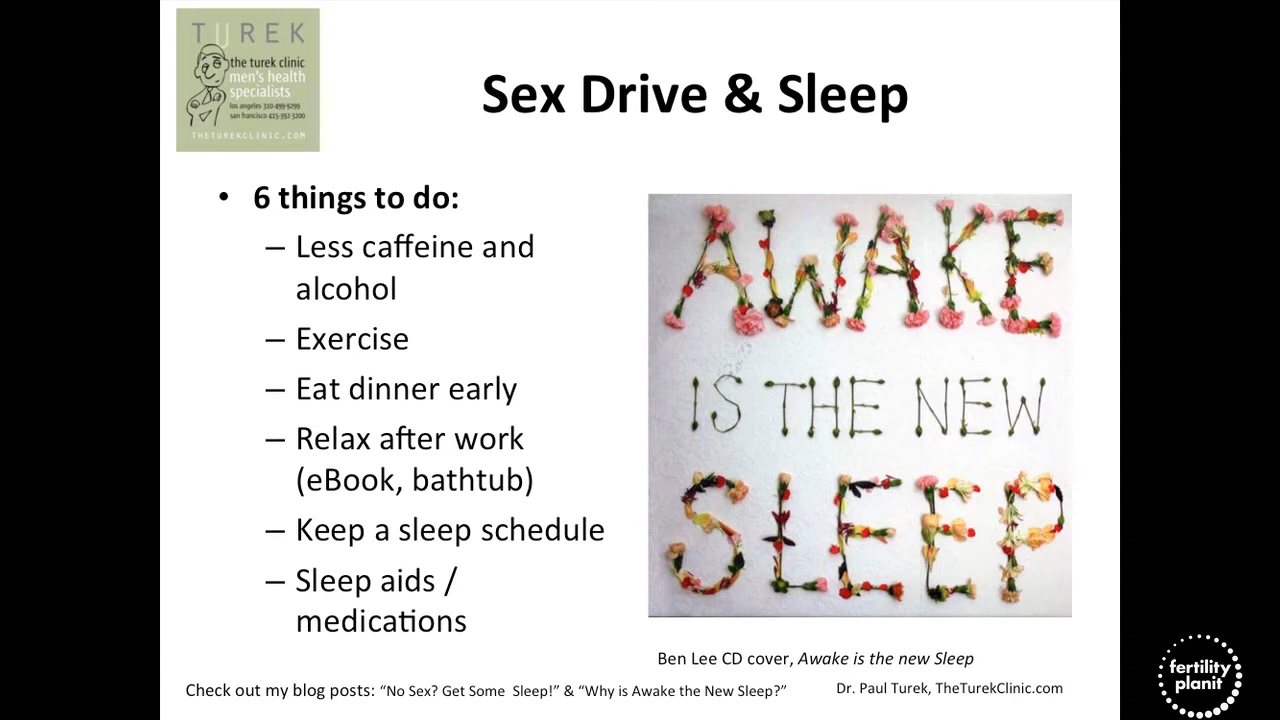 TUREK
the turek clinic
men's health
specialists
los angeles 310-499-9299
san francisco 415-392-3200
THETUREKCLINIC.COM
Sex Drive & Sleep
• 6 things to do:
– Less caffeine and
alcohol
– Exercise
– Eat dinner early
– Relax after work
(eBook, bathtub)
– Keep a sleep schedule
– Sleep aids /
medications
AWAKE
IS THE NEW
SLEEP
Ben Lee CD cover, Awake is the new Sleep
Check out my blog posts: “No Sex? Get Some Sleep!” & “Why is Awake the New Sleep?”
Dr. Paul Turek, TheTurekClinic.com
fertility
planit